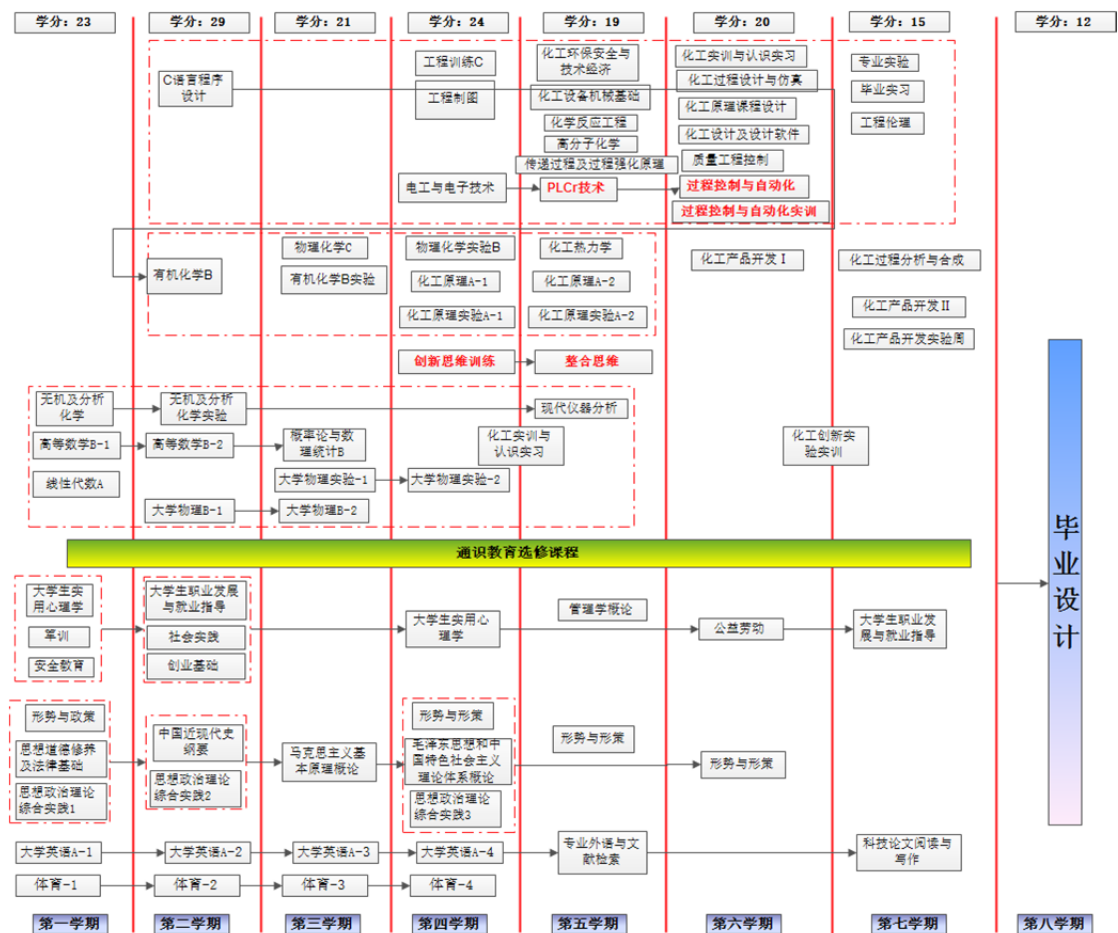 学分：23
学分：29
学分：21
学分：24
学分：19
学分：20
学分：15
学分：12
C语言程序
设计
工程训练C
工程制图
电工与电子技术
化工环保安全与
技术经济
化工设备机械基础
化学反应工程
高分子化学
传递过程及过程强化原理
PLCr技术
化工实训与认识实习
化工过程设计与仿真
化工原理课程设计
化工设计及设计软件
质量工程控制
过程控制与自动化
过程控制与自动化实训
专业实验
毕业实习
工程伦理
有机化学B
物理化学C
有机化学B实验
物理化学实验B
化工原理A-1
化工原理实验A-1
化工热力学
化工原理A-2
化工原理实验A-2
化工产品开发Ⅰ
化工过程分析与合成
化工产品开发Ⅱ
化工产品开发实验周
创新思维训练
整合思维
无机及分析
化学
无机及分析
化学实验
现代仪器分析
高等数学B-1
高等数学B-2
概率论与数
理统计B
化工实训与
认识实习
化工创新实
验实训
线性代数A
大学物理实验-1
大学物理实验-2
大学物理B-1
大学物理B-2
通识教育选修课程
毕业设计
大学生实
用心理学
军训
安全教育
大学生职业发展
与就业指导
社会实践
创业基础
大学生实用心
理学
管理学概论
公益劳动
大学生职业发
展与就业指导
形势与政策
思想道德修养
及法律基础
思想政治理论
综合实践1
中国近现代史
纲要
思想政治理论
综合实践2
马克思主义基
本原理概论
形势与形策
毛泽东思想和中
国特色社会主义
理论体系概论
思想政治理论
综合实践3
形势与形策
形势与形策
大学英语A-1
大学英语A-2
大学英语A-3
大学英语A-4
专业外语与文
献检索
科技论文阅读与
写作
体育-1
体育-2
体育-3
体育-4
第一学期
第二学期
第三学期
第四学期
第五学期
第六学期
第七学期
第八学期